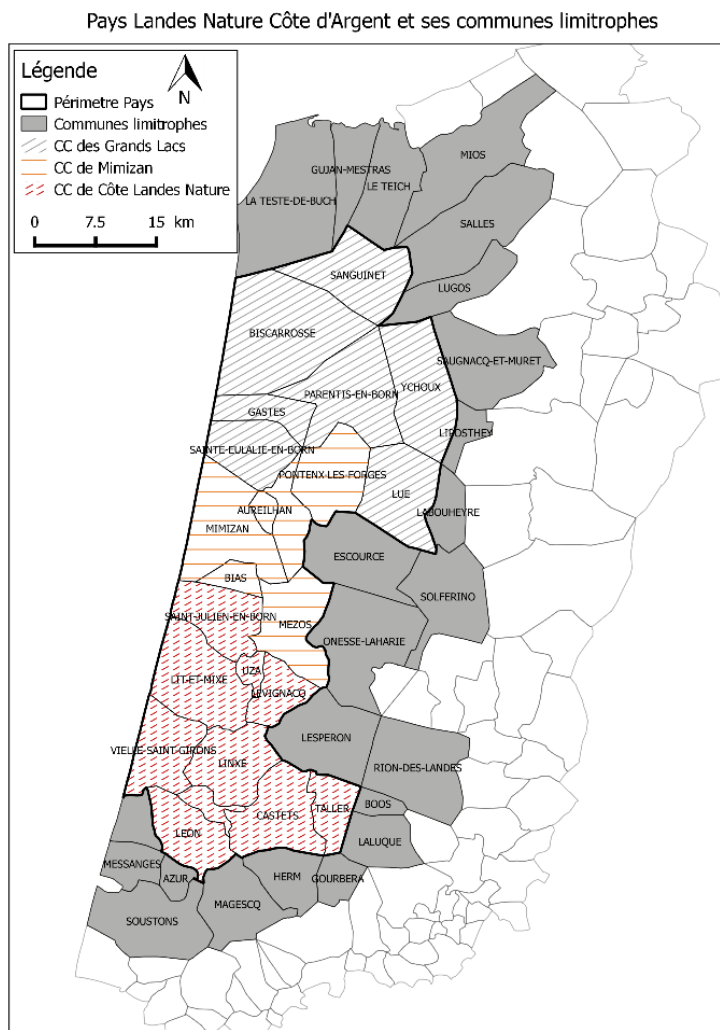 Pays Landes Nature Côte d'Argent et ses communes limitrophes
Légende
N
Périmetre Pays
Communes limitrophes
CC des Grands Lacs
CC de Mimizan
CC de Côte Landes Nature
0 7.5 15 km
GUJAN-MESTRAS
MIOS
LE TEICH
LA TESTE-DE-BUCH
SALLES
SANGUINET
LUGOS
BISCARROSSE
SAUGNACQ-ET-MURET
YCHOUX
PARENTIS-EN-BORN
GASTES
LIPOSTHEY
SAINTE-EULALIE-EN-BORN
PONTENX-LES-FORGES
LUE
AUREILHAN
LABOUHEYRE
MIMIZAN
ESCOURCE
BIAS
SOLFERINO
SAINT-JULIEN-EN-BORN
MEZOS
ONESSE-LAHARIE
UZA
LIT-ET-MIXE
LEVIGNACQ
LESPERON
VIELLE-SAINT-GIRONS
LINXE
RION-DES-LANDES
BOOS
TALLER
CASTETS
LEON
LALUQUE
MESSANGES
AZUR
HERM
GOURBERA
MAGESCQ
SOUSTONS